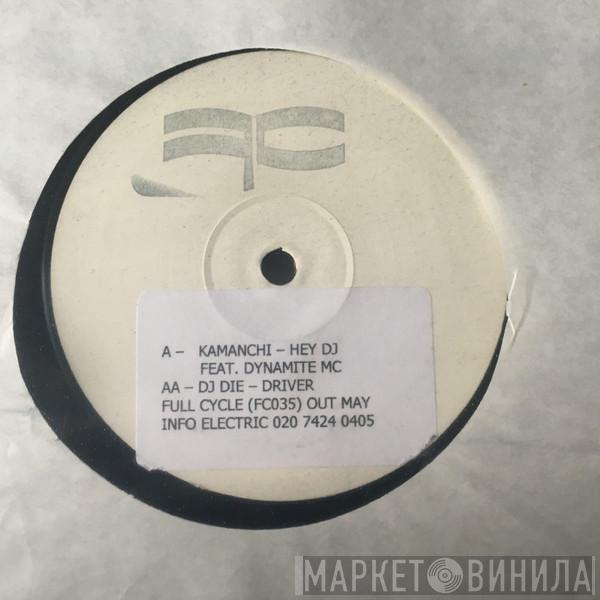 FC
A – KAMANCHI – HEY DJ
FEAT. DYNAMITE MC
AA – DJ DIE – DRIVER
FULL CYCLE (FC035) OUT MAY
INFO ELECTRIC 020 7424 0405
МАРКЕТ ВИНИЛА